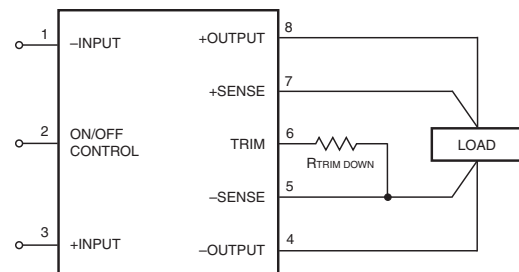 1 –INPUT
2 ON/OFF
CONTROL
3 +INPUT
+OUTPUT 8
+SENSE 7
TRIM 6
RTRIM DOWN
–SENSE 5
–OUTPUT 4
LOAD